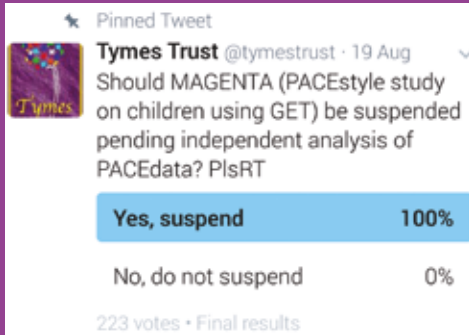 Pinned Tweet
Tymes Trust @tymestrust · 19 Aug
Tymes
Should MAGENTA (PACEstyle study
on children using GET) be suspended
pending independent analysis of
PACEdata? PlsRT
Yes, suspend 100%
No, do not suspend 0%
223 votes • Final results